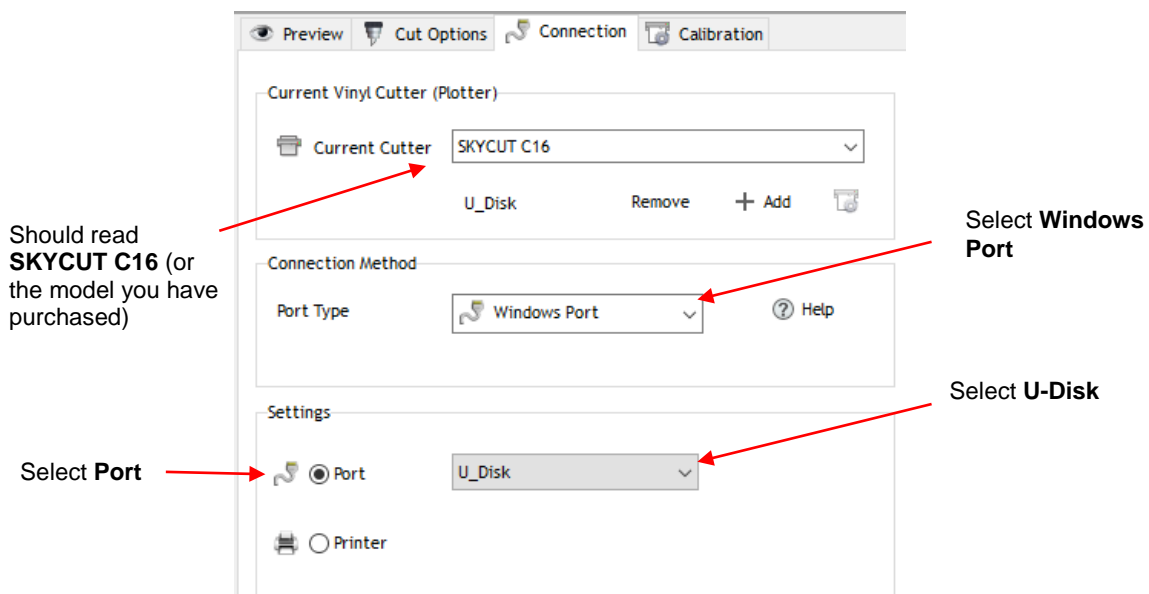 Preview Cut Options Connection Calibration
Current Vinyl Cutter (Plotter)
Current Cutter SKYCUT C16
U_Disk Remove + Add
Should read
SKYCUT C16 (or
the model you have
purchased)
Select Windows
Port
Connection Method
Port Type Windows Port ? Help
Select U-Disk
Settings
Select Port
Port U_Disk
Printer